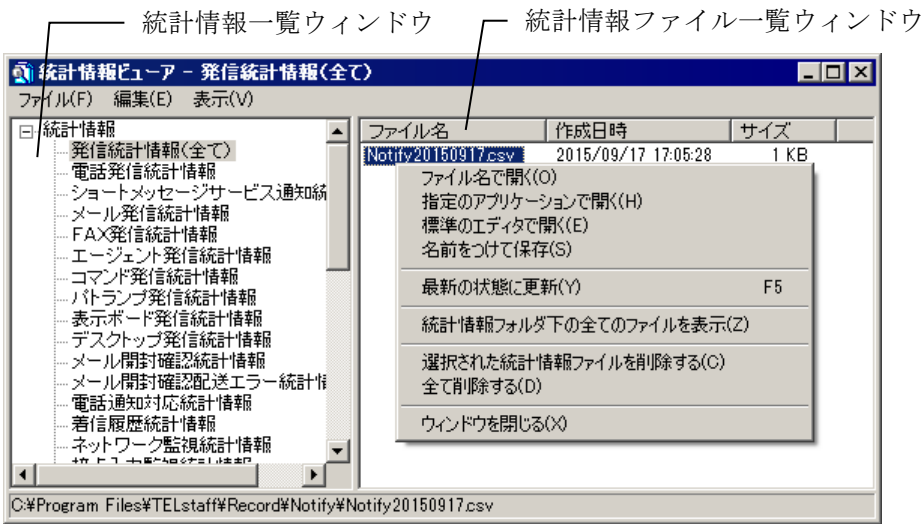 統計情報一覧ウィンドウ
統計情報ファイル一覧ウィンドウ
統計情報ビューア - 発信統計情報(全て)
ファイル(F) 編集(E) 表示(V)
統計情報
発信統計情報(全て)
電話発信統計情報
ショートメッセージサービス通知統
メール発信統計情報
FAX発信統計情報
エージェント発信統計情報
コマンド発信統計情報
パトランプ発信統計情報
表示ボード発信統計情報
デスクトップ発信統計情報
メール開封確認統計情報
メール開封確認配送エラー統計情
電話通知対応統計情報
着信履歴統計情報
ネットワーク監視統計情報
ファイル名 作成日時 サイズ
Notify20150917.csv 2015/09/17 17:05:28 1 KB
ファイル名で開く(O)
指定のアプリケーションで開く(H)
標準のエディタで開く(E)
名前をつけて保存(S)
最新の状態に更新(Y) F5
統計情報フォルダ下の全てのファイルを表示(Z)
選択された統計情報ファイルを削除する(C)
全て削除する(D)
ウィンドウを閉じる(X)
C:¥Program Files¥TELstaff¥Record¥Notify¥Notify20150917.csv